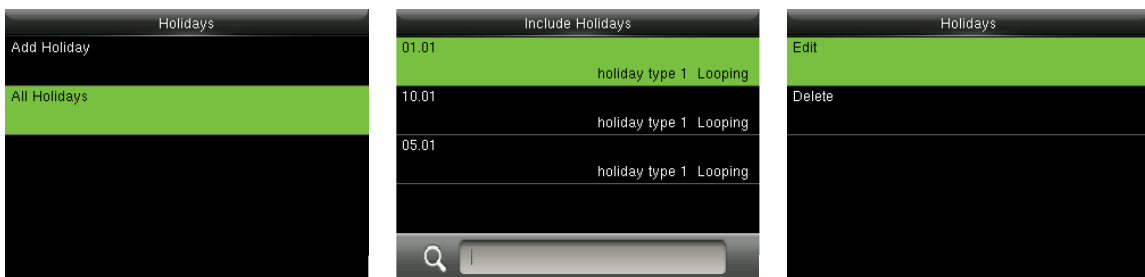 Holidays
Add Holiday
All Holidays
Include Holidays
01.01
holiday type 1 Looping
10.01
holiday type 1 Looping
05.01
holiday type 1 Looping
Holidays
Edit
Delete